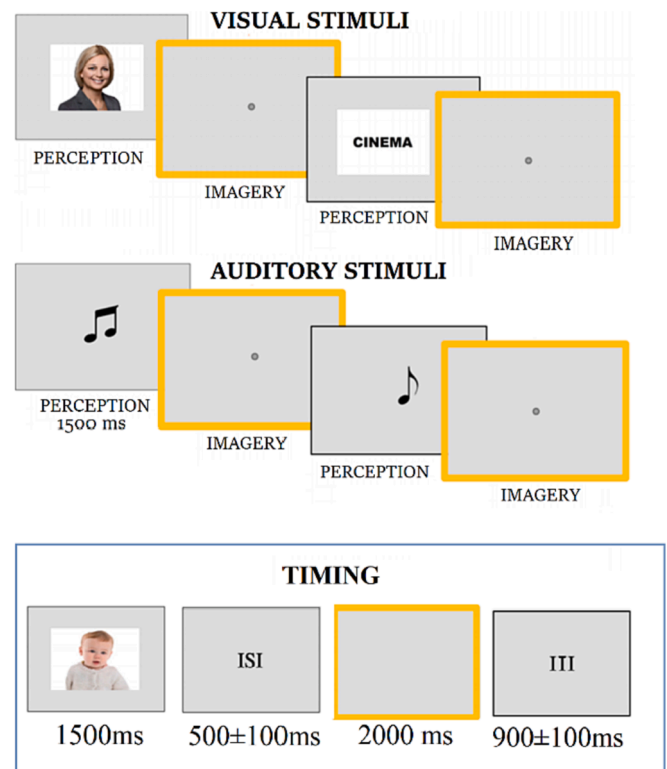 VISUAL STIMULI
PERCEPTION
IMAGERY
CINEMA
PERCEPTION
IMAGERY
AUDITORY STIMULI
PERCEPTION
1500 ms
IMAGERY
PERCEPTION
IMAGERY
TIMING
ISI
ITI
1500ms 500±100ms 2000 ms 900±100ms